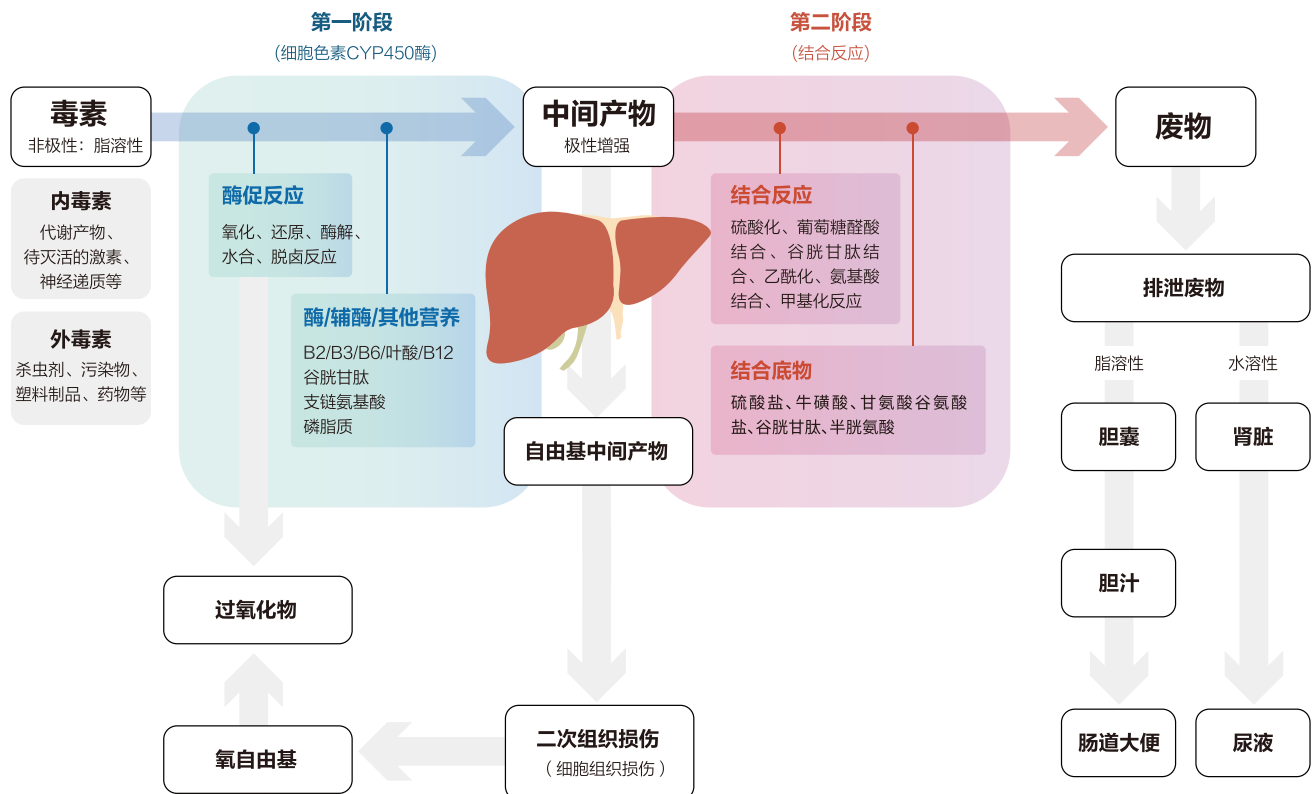 第一阶段
(细胞色素CYP450酶)
第二阶段
(结合反应)
毒素
非极性：脂溶性
中间产物
极性增强
废物
内毒素
代谢产物、
待灭活的激素、
神经递质等
外毒素
杀虫剂、污染物、
塑料制品、药物等
酶促反应
氧化、还原、酶解、
水合、脱卤反应
酶/辅酶/其他营养
B2/B3/B6/叶酸/B12
谷胱甘肽
支链氨基酸
磷脂质
结合反应
硫酸化、葡萄糖醛酸
结合、谷胱甘肽结
合、乙酰化、氨基酸
结合、甲基化反应
结合底物
硫酸盐、牛磺酸、甘氨酸谷氨酸
盐、谷胱甘肽、半胱氨酸
自由基中间产物
过氧化物
氧自由基
二次组织损伤
（细胞组织损伤）
排泄废物
脂溶性
水溶性
胆囊
肾脏
胆汁
肠道大便
尿液